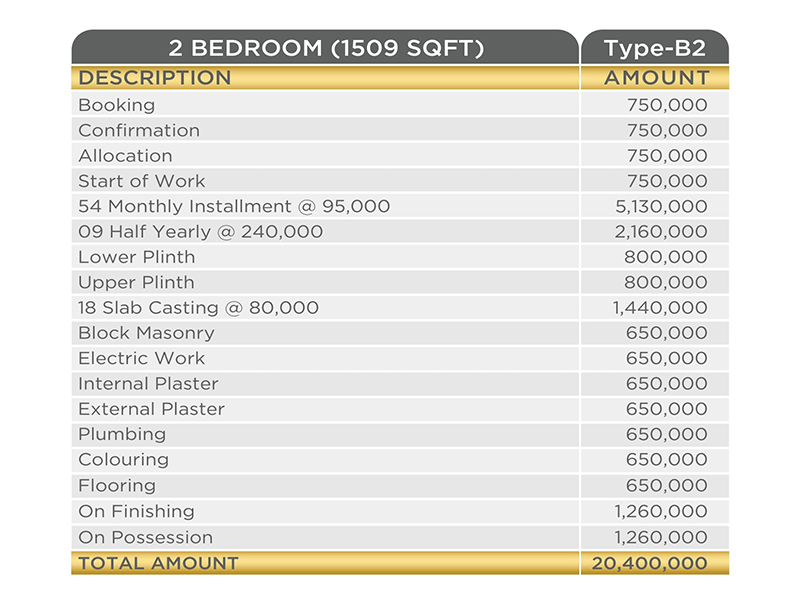 2 BEDROOM (1509 SQFT) Type-B2
DESCRIPTION AMOUNT
Booking 750,000
Confirmation 750,000
Allocation 750,000
Start of Work 750,000
54 Monthly Installment @ 95,000 5,130,000
09 Half Yearly @ 240,000 2,160,000
Lower Plinth 800,000
Upper Plinth 800,000
18 Slab Casting @ 80,000 1,440,000
Block Masonry 650,000
Electric Work 650,000
Internal Plaster 650,000
External Plaster 650,000
Plumbing 650,000
Colouring 650,000
Flooring 650,000
On Finishing 1,260,000
On Possession 1,260,000
TOTAL AMOUNT 20,400,000